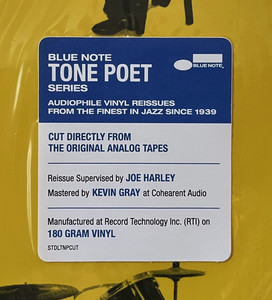 BLUE NOTE
TONE POET
SERIES
BLUE NOTE
AUDIOPHILE VINYL REISSUES
FROM THE FINEST IN JAZZ SINCE 1939
CUT DIRECTLY FROM
THE ORIGINAL ANALOG TAPES
Reissue Supervised by JOE HARLEY
Mastered by KEVIN GRAY at Cohearent Audio
Manufactured at Record Technology Inc. (RTI) on
180 GRAM VINYL
STDLTNPCUT